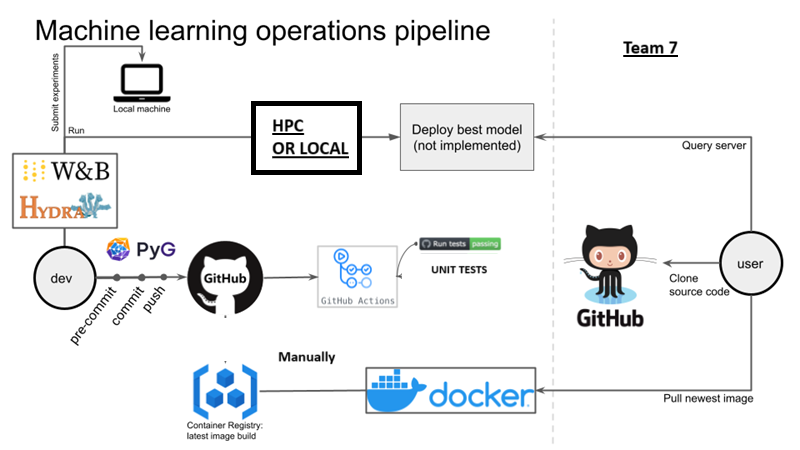 Machine learning operations pipeline
Team 7
Submit experiments
Local machine
Run
HPC
OR LOCAL
Deploy best model
(not implemented)
Query server
W&B
HYDRA
PyG
dev
pre-commit
commit
push
GitHub
GitHub Actions
Run tests passing
UNIT TESTS
GitHub
Clone
source code
user
Manually
Container Registry:
latest image build
docker
Pull newest image